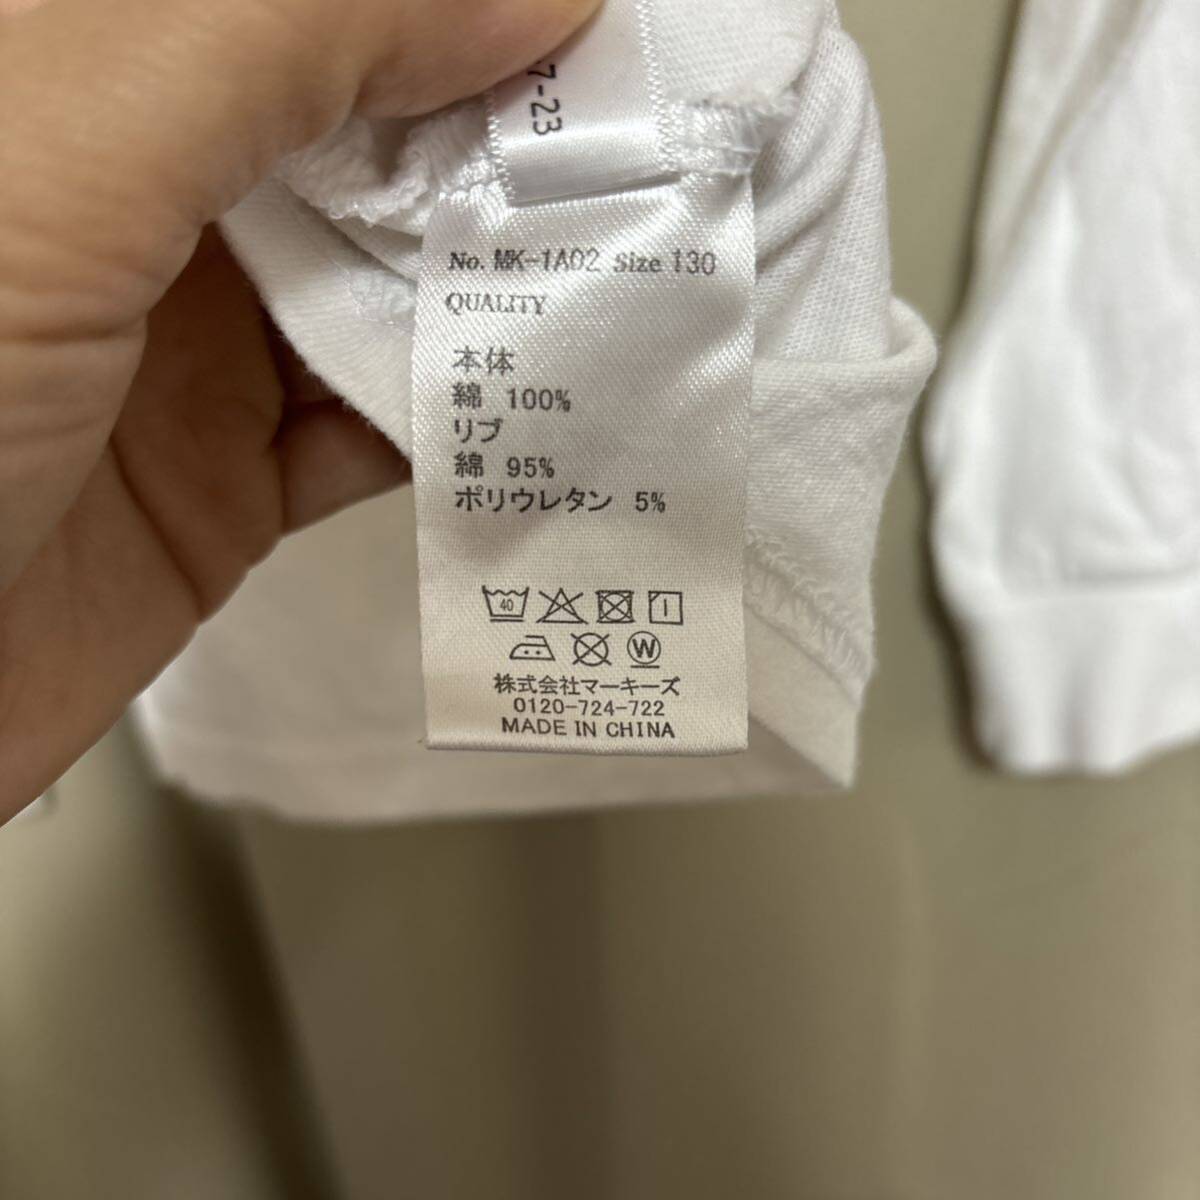 7-23
No. MK-1A02 Size 130
QUALITY
本体
綿 100%
リブ
綿 95%
ポリウレタン 5%
40
W
株式会社マーキーズ
0120-724-722
MADE IN CHINA